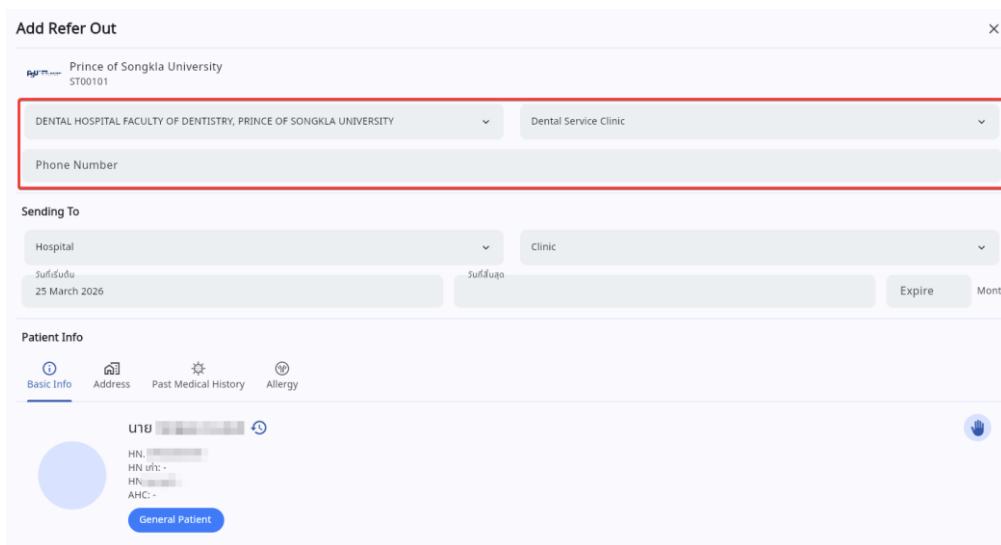 Add Refer Out
Prince of Songkla University
ST00101
DENTAL HOSPITAL FACULTY OF DENTISTRY, PRINCE OF SONGKLA UNIVERSITY
Dental Service Clinic
Phone Number
Sending To
Hospital
Clinic
วันที่เริ่มต้น
25 March 2026
วันที่สิ้นสุด
Expire
Mont
Patient Info
Basic Info
Address
Past Medical History
Allergy
นาย
HN.
HN เก่า: -
HN
AHC: -
General Patient